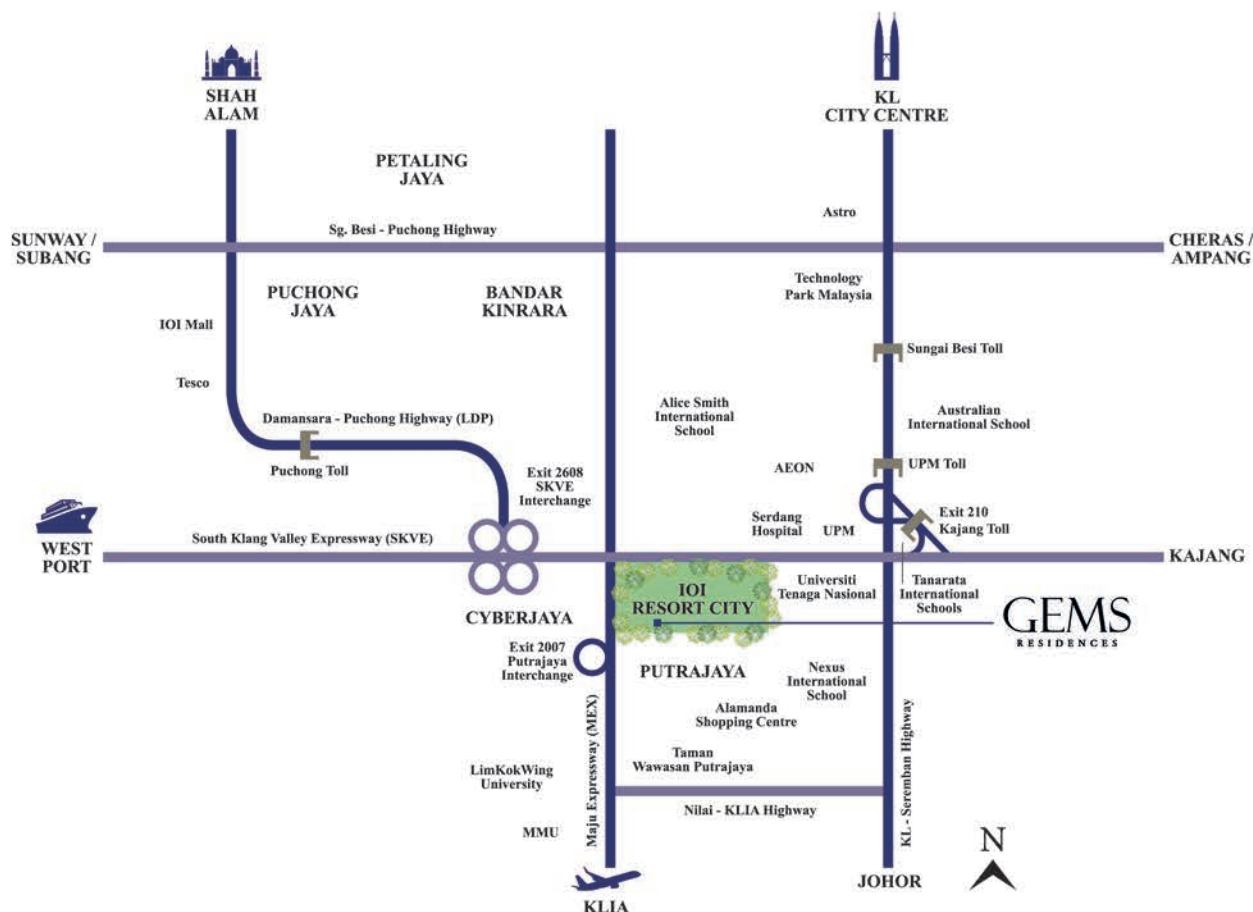 SHAH
ALAM
KL
CITY CENTRE
PETALING
JAYA
Astro
Sg. Besi - Puchong Highway
SUNWAY /
SUBANG
CHERAS /
AMPANG
PUCHONG
JAYA
BANDAR
KINRARA
Technology
Park Malaysia
IOI Mall
Sungai Besi Toll
Tesco
Alice Smith
International
School
Australian
International School
Damansara - Puchong Highway (LDP)
Puchong Toll
Exit 2608
SKVE
Interchange
AEON
UPM Toll
Exit 210
Kajang Toll
Serdang
Hospital
UPM
South Klang Valley Expressway (SKVE)
WEST
PORT
KAJANG
IOI
RESORT CITY
Universiti
Tenaga Nasional
Tanarata
International
Schools
GEMS
RESIDENCES
CYBERJAYA
Exit 2007
Putrajaya
Interchange
PUTRAJAYA
Nexus
International
School
Alamanda
Shopping Centre
Taman
Wawasan Putrajaya
LimKokWing
University
Maju Expressway (MEX)
Nilai - KLIA Highway
KL - Seremban Highway
MMU
N
KLIA
JOHOR